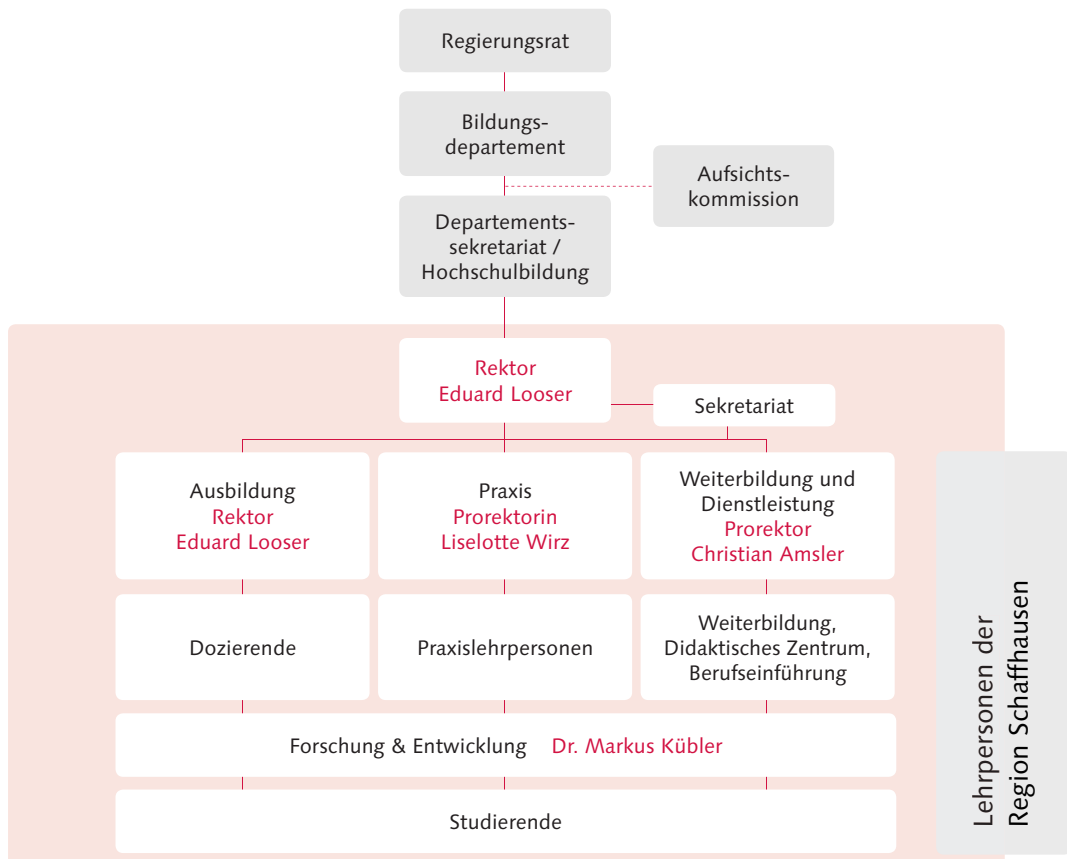 Regierungsrat
Bildungs-
departement
Aufsichts-
kommission
Departements-
sekretariat /
Hochschulbildung
Rektor
Eduard Looser
Sekretariat
Ausbildung
Rektor
Eduard Looser
Praxis
Prorektorin
Liselotte Wirz
Weiterbildung und
Dienstleistung
Prorektor
Christian Amsler
Dozierende
Praxislehrpersonen
Weiterbildung,
Didaktisches Zentrum,
Berufseinführung
Forschung & Entwicklung Dr. Markus Kübler
Studierende
Lehrpersonen der
Region Schaffhausen